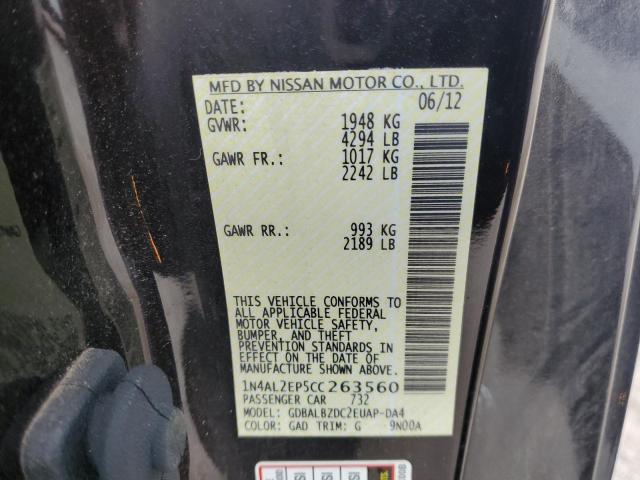 MFD BY NISSAN MOTOR CO., LTD.
DATE: 06/12
GVWR: 1948 KG
4294 LB
GAWR FR.: 1017 KG
2242 LB
GAWR RR.: 993 KG
2189 LB
THIS VEHICLE CONFORMS TO
ALL APPLICABLE FEDERAL
MOTOR VEHICLE SAFETY,
BUMPER, AND THEFT
PREVENTION STANDARDS IN
EFFECT ON THE DATE OF
MANUFACTURE SHOWN ABOVE.
1N4AL2EP5CC263560
PASSENGER CAR 732
MODEL: GDBALBZDC2EUAP-DA4
COLOR: GAD TRIM: G 9N00A